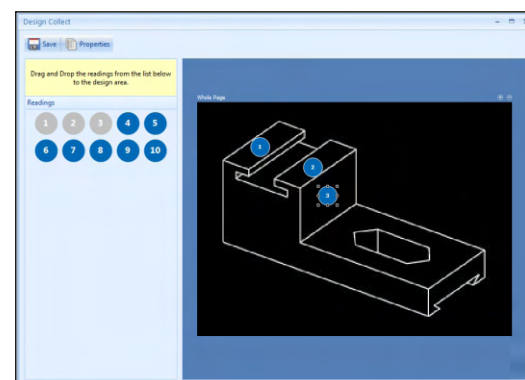 Design Collect
Save Properties
Drag and Drop the readings from the list below
to the design area.
Readings
1 2 3 4 5
6 7 8 9 10
Whole Page
1
2
3